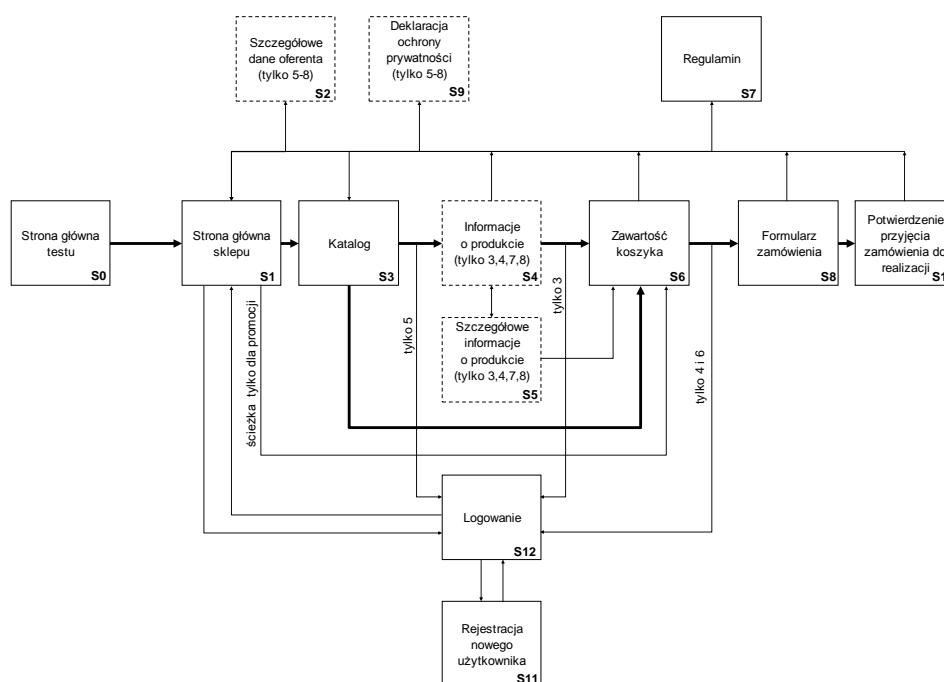 Szczegółowe
dane oferenta
(tylko 5-8)
S2
Deklaracja
ochrony
prywatności
(tylko 5-8)
S9
Regulamin
S7
Strona główna
testu
S0
Strona główna
sklepu
S1
Katalog
S3
Informacje
o produkcie
(tylko 3,4,7,8)
S4
Zawartość
koszyka
S6
Formularz
zamówienia
S8
Potwierdzenie
przyjęcia
zamówienia do
realizacji
S1
Szczegółowe
informacje
o produkcie
(tylko 3,4,7,8)
S5
ścieżka tylko dla promocji
tylko 5
tylko 3
tylko 4 i 6
Logowanie
S12
Rejestracja
nowego
użytkownika
S11